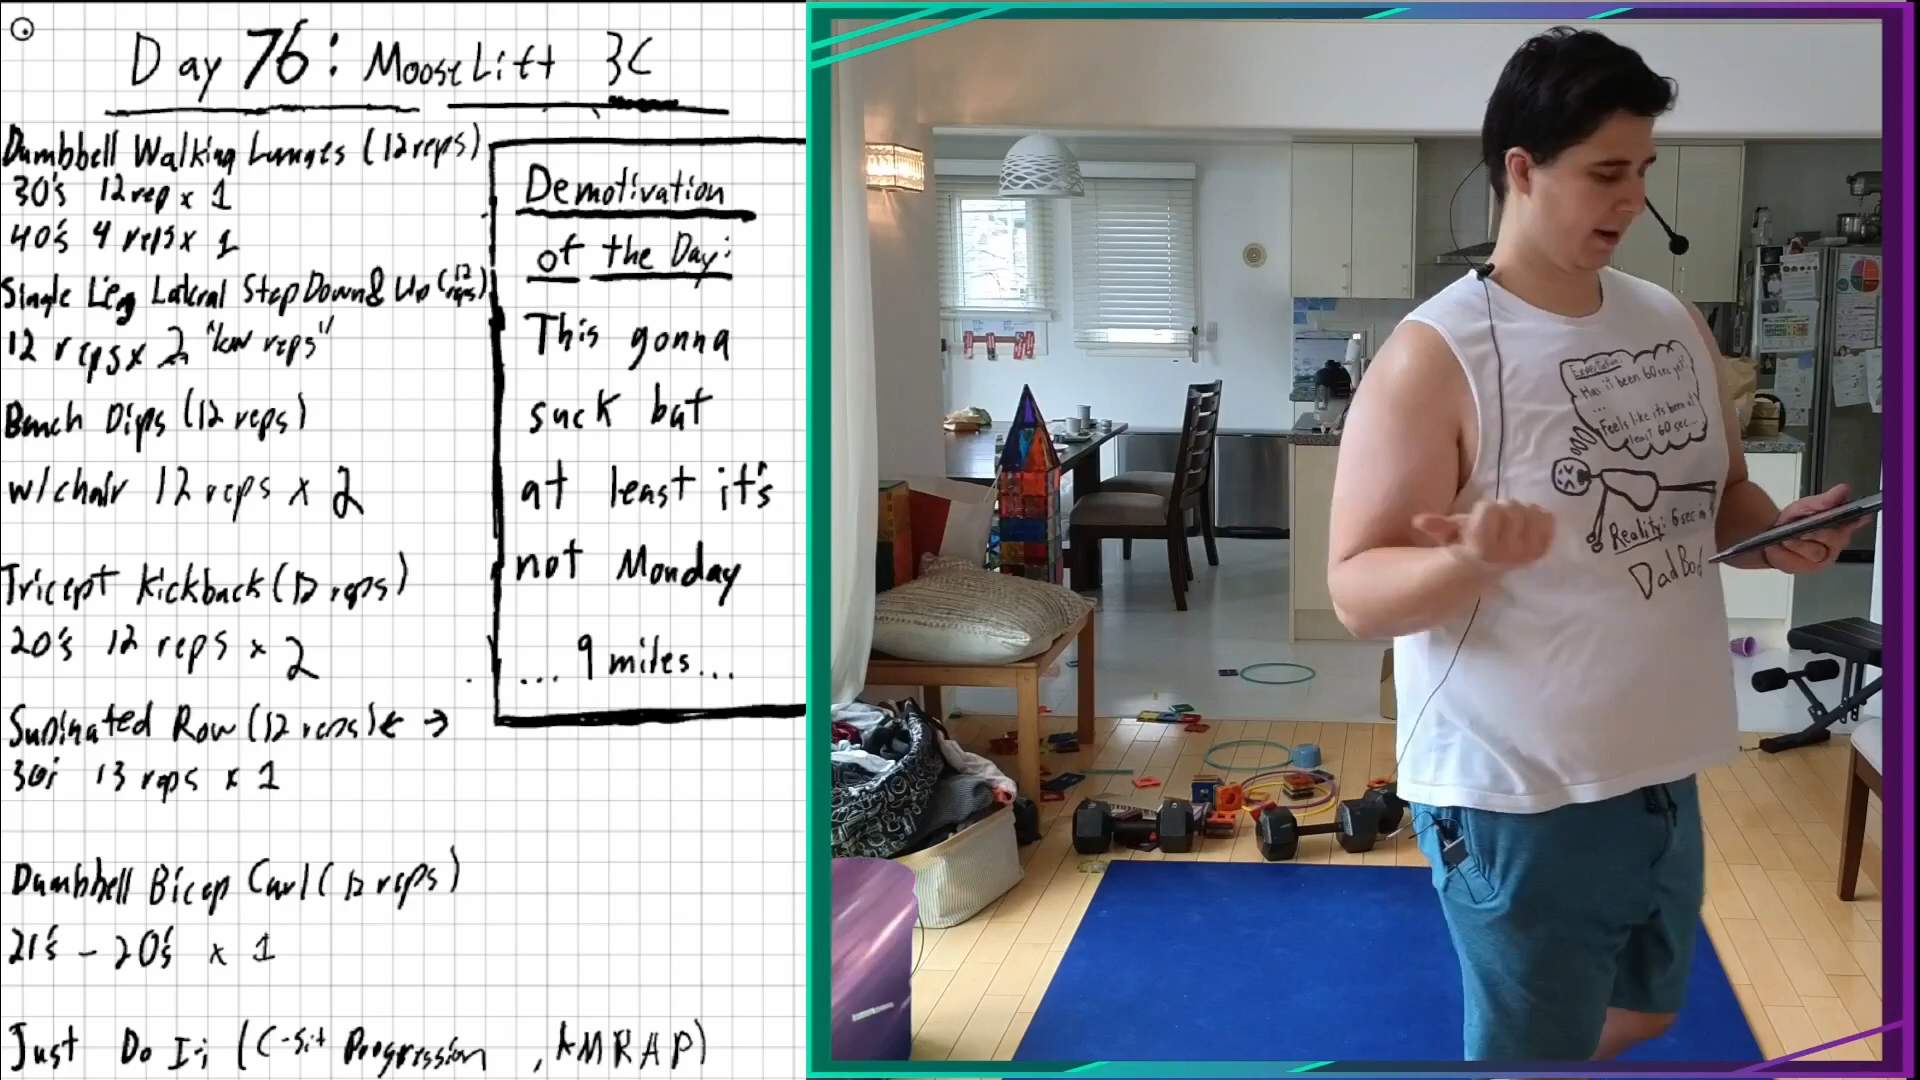 Day 76: MooseLift 3C
Dumbbell Walking Lunges (12 reps)
30's 12 rep x 1
40's 4 reps x 1
Single Leg Lateral Step Down & Up (12 reps)
12 reps x 2 "low reps"
Bench Dips (12 reps)
w/chair 12 reps x 2
Tricept Kickback (12 reps)
20's 12 reps x 2
Supinated Row (12 reps) ← →
30's 13 reps x 1
Dumbbell Bicep Curl (12 reps)
21's - 20's x 1
Just Do It: (C-sit Progression, AMRAP)
Demotivation
of the Day:
This gonna
suck but
at least it's
not Monday
... 9 miles...
Expectation:
Has it been 60 sec yet?
...
Feels like its been at
least 60 sec...
Reality: 6 sec in
DadBod